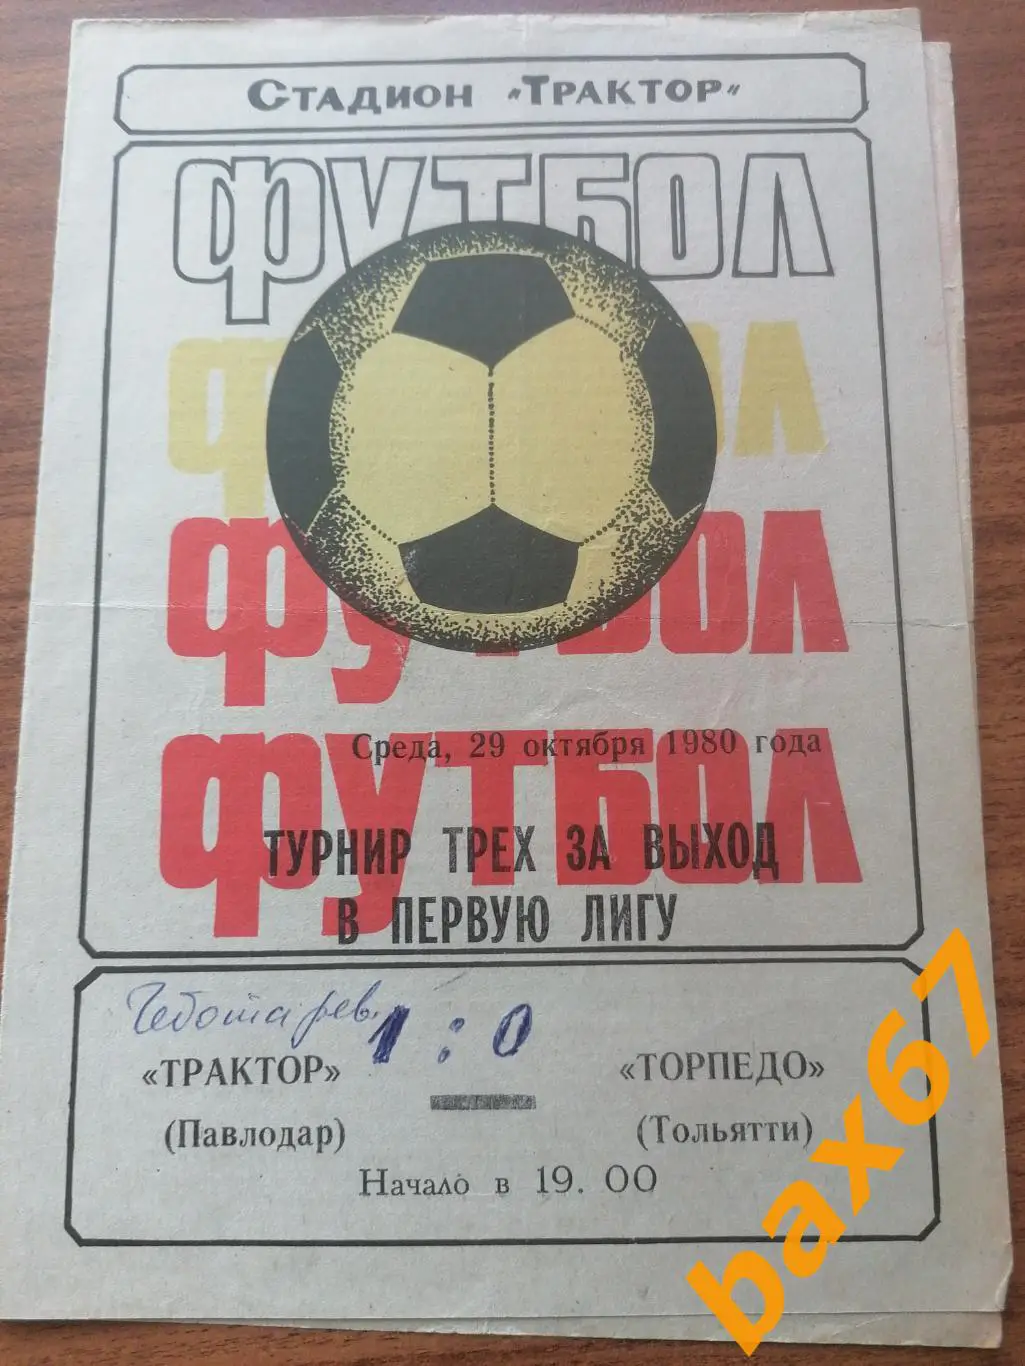 Стадион „Трактор"
ФУТБОЛ
ФУТБОЛ
ФУТБОЛ
Среда, 29 октября 1980 года
ФУТБОЛ
ТУРНИР ТРЕХ ЗА ВЫХОД
В ПЕРВУЮ ЛИГУ
Чеботарев. 1:0
«ТРАКТОР» — «ТОРПЕДО»
(Павлодар) (Тольятти)
Начало в 19. 00
bax67